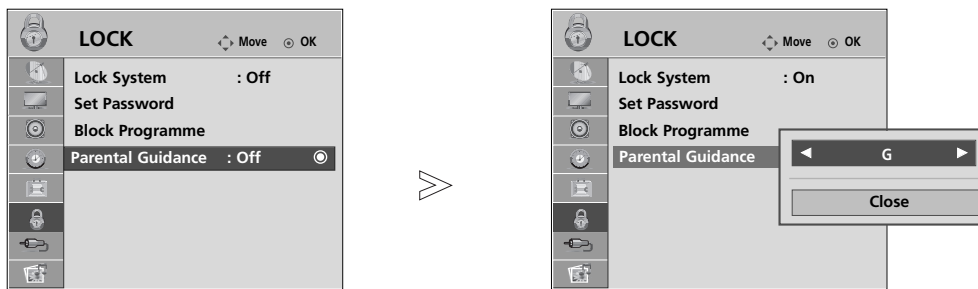 LOCK
Move
OK
Lock System : Off
Set Password
Block Programme
Parental Guidance : Off
LOCK
Move
OK
Lock System : On
Set Password
Block Programme
Parental Guidance
G
Close